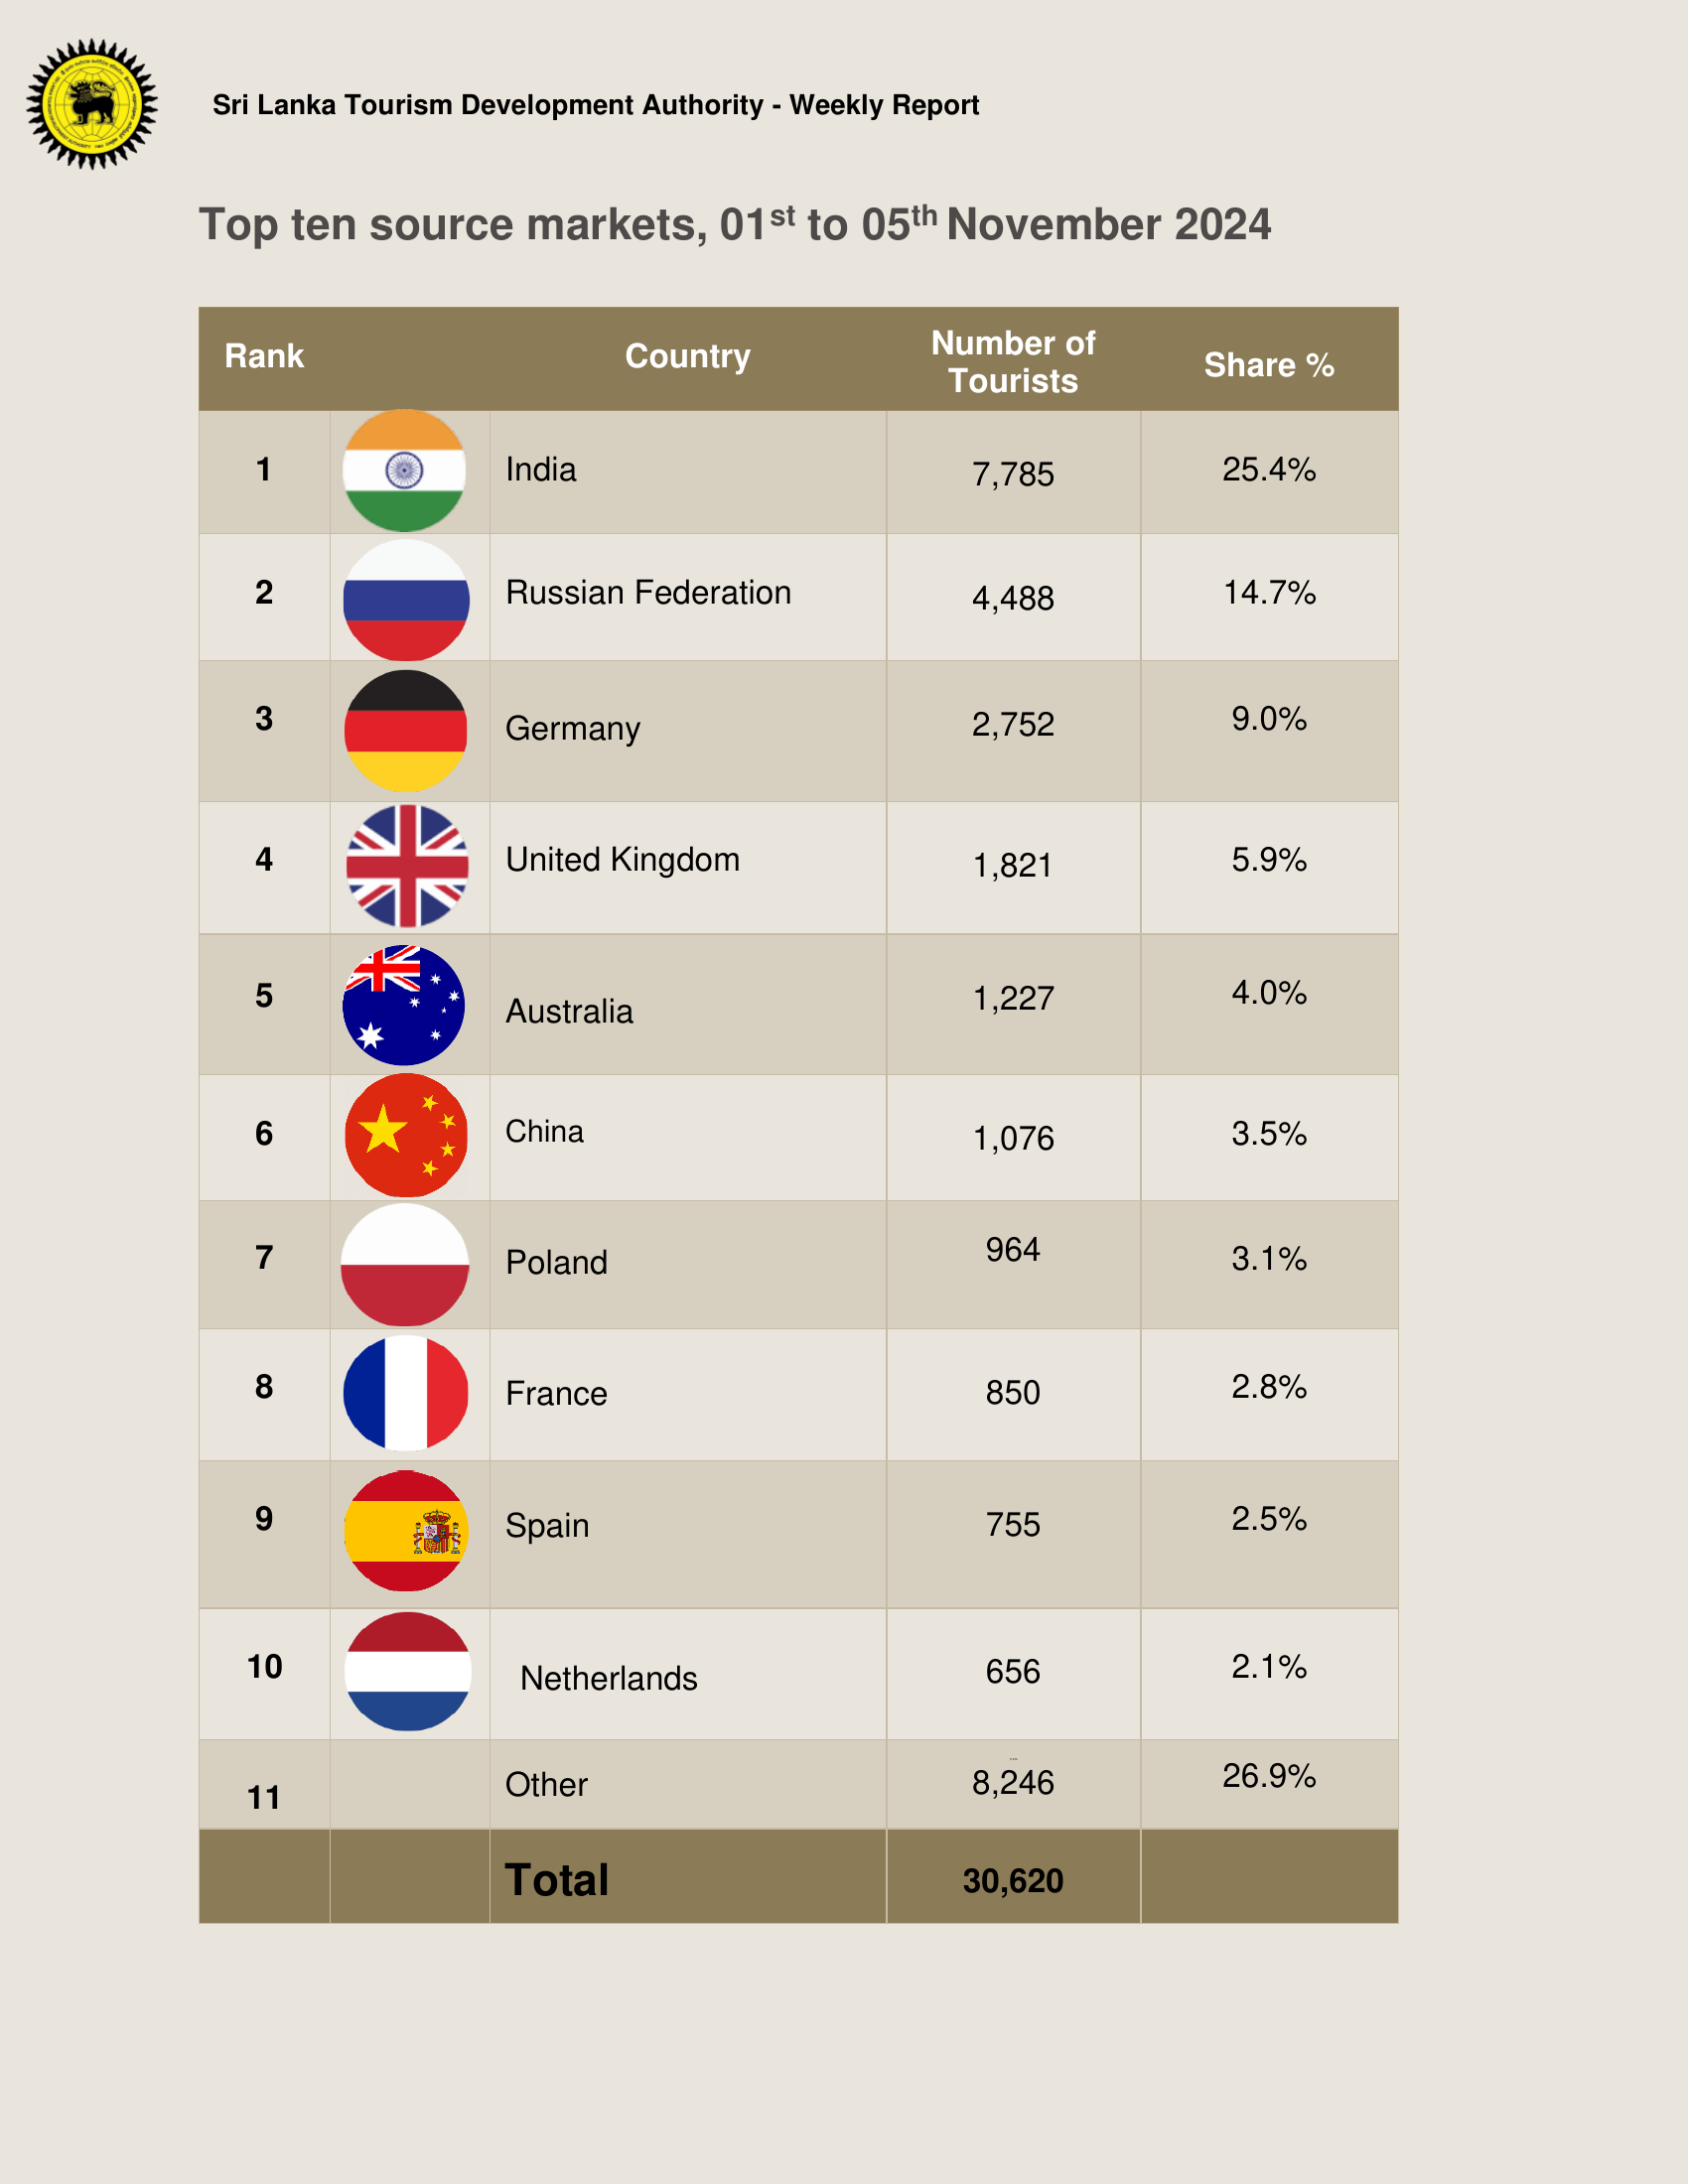 Sri Lanka Tourism Development Authority - Weekly Report
Top ten source markets, 01st to 05th November 2024
Rank Country Number of Tourists Share %
1 India 7,785 25.4%
2 Russian Federation 4,488 14.7%
3 Germany 2,752 9.0%
4 United Kingdom 1,821 5.9%
5 Australia 1,227 4.0%
6 China 1,076 3.5%
7 Poland 964 3.1%
8 France 850 2.8%
9 Spain 755 2.5%
10 Netherlands 656 2.1%
11 Other 8,246 26.9%
Total 30,620